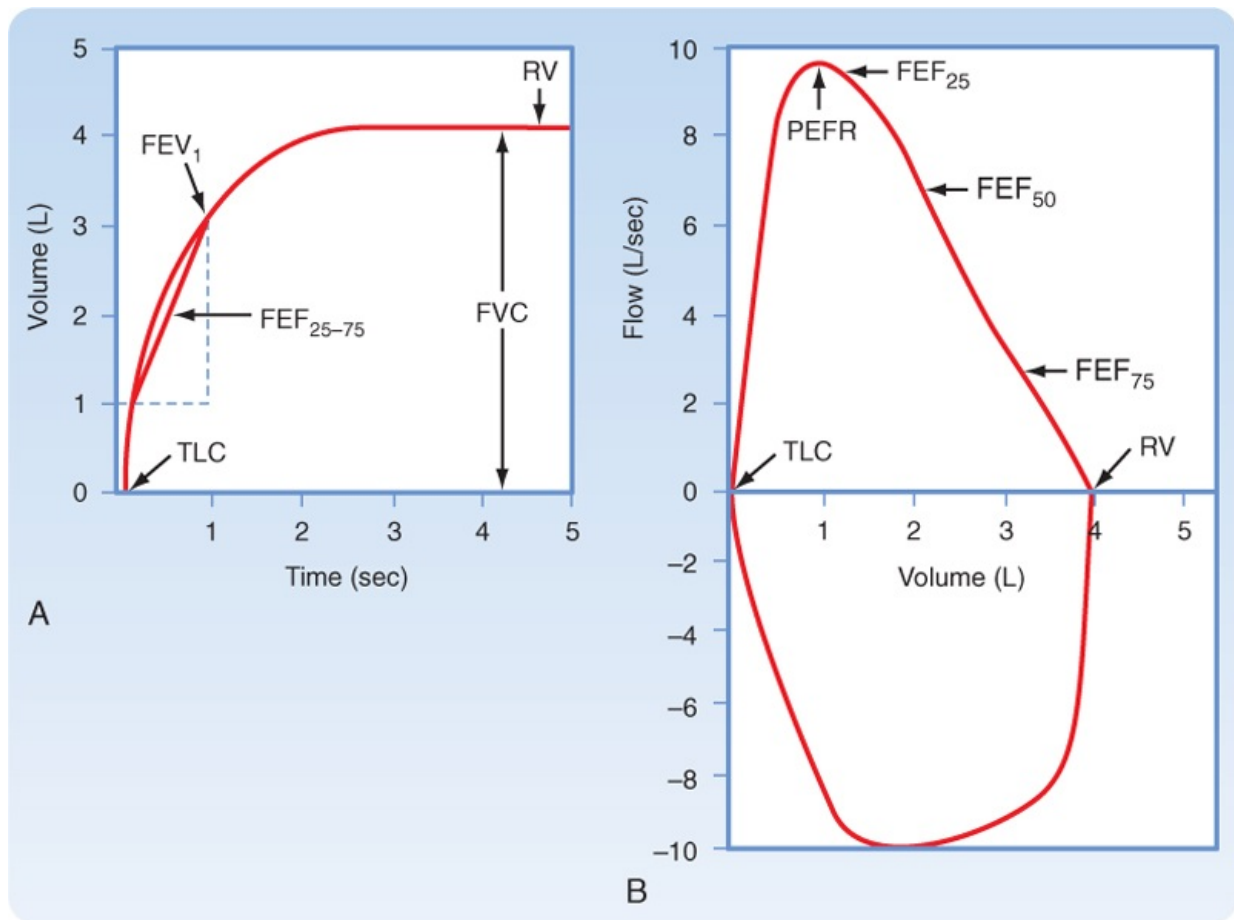 5
4
3
2
1
0
Volume (L)
RV
FEV₁
FEF₂₅₋₇₅
FVC
TLC
1
2
3
4
5
Time (sec)
A
10
8
6
4
2
0
−2
−4
−6
−8
−10
Flow (L/sec)
FEF₂₅
PEFR
FEF₅₀
FEF₇₅
TLC
RV
1
2
3
4
5
Volume (L)
B